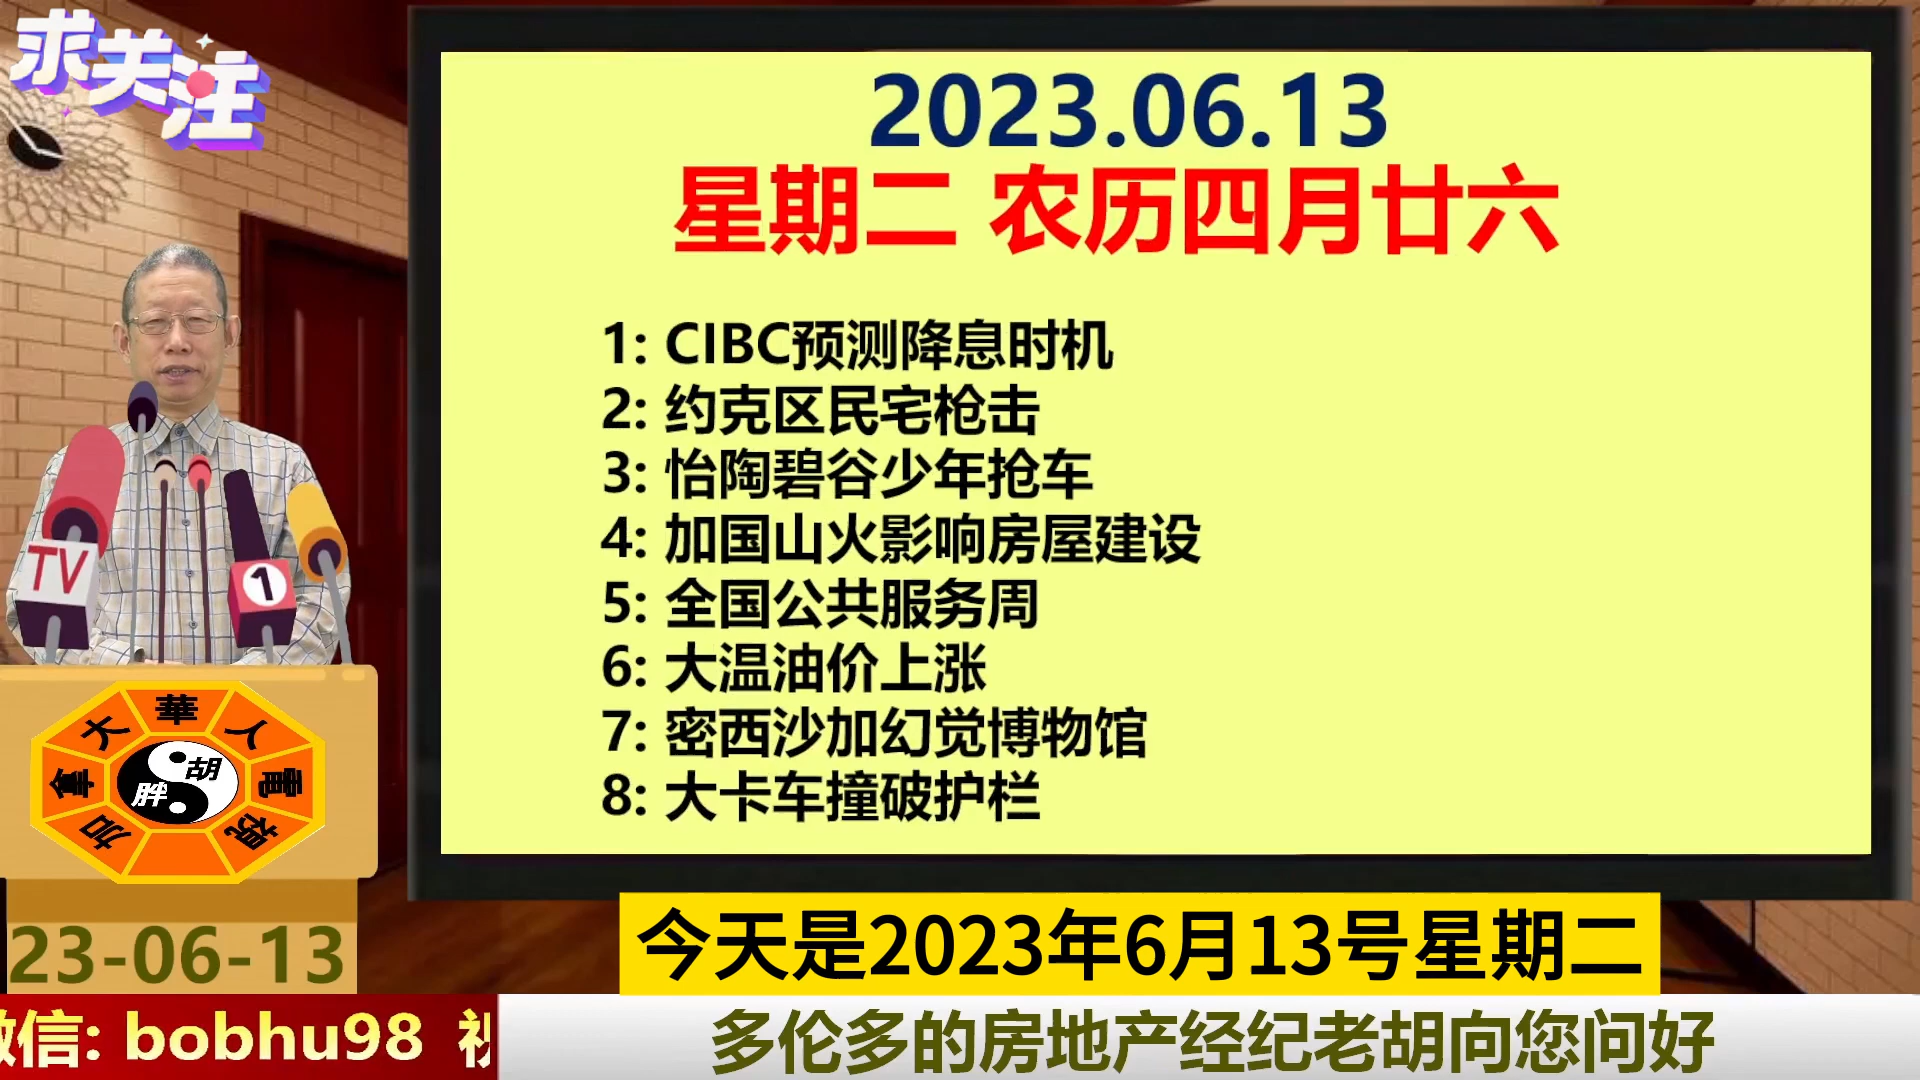 求关注
2023.06.13
星期二 农历四月廿六
1: CIBC预测降息时机
2: 约克区民宅枪击
3: 怡陶碧谷少年抢车
4: 加国山火影响房屋建设
5: 全国公共服务周
6: 大温油价上涨
7: 密西沙加幻觉博物馆
8: 大卡车撞破护栏
TV
1
加拿大華人電視
胡胖
23-06-13
今天是2023年6月13号星期二
微信: bobhu98 视
多伦多的房地产经纪老胡向您问好